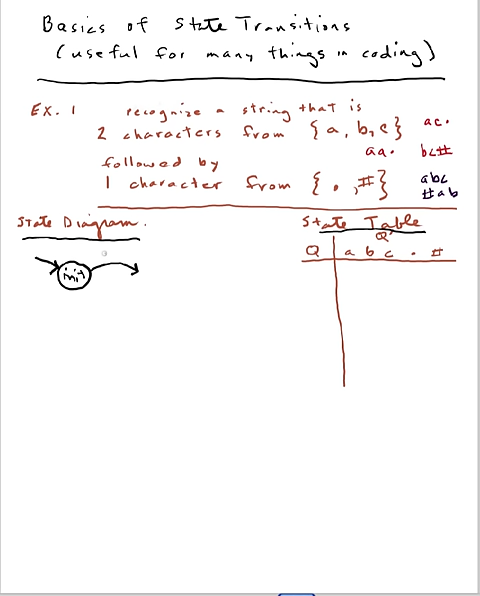 Basics of State Transitions
(useful for many things in coding)
EX. 1 recognize a string that is
2 characters from {a, b, c} ac.
followed by aa. bc#
1 character from {. , #} abc
#ab
State Diagram.
State Table
Q'
Q a b c . #
init